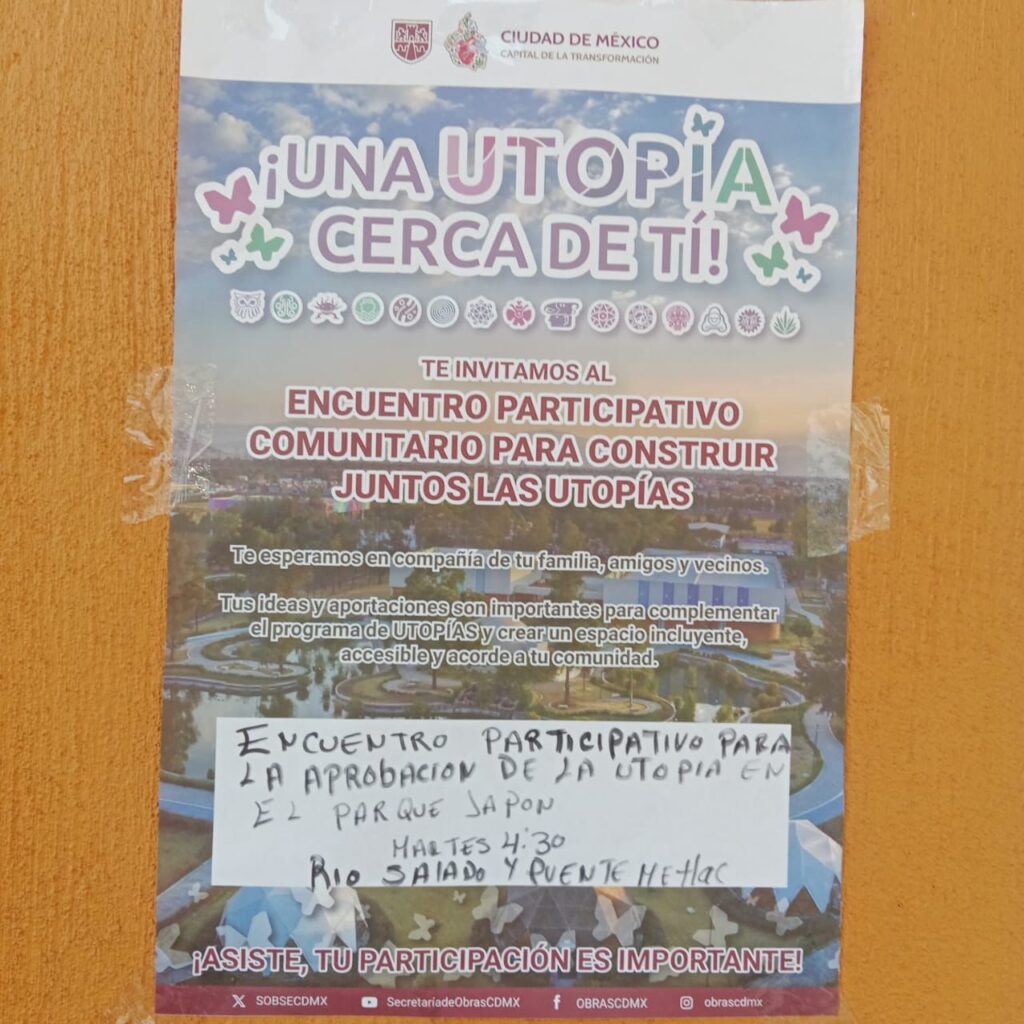 CIUDAD DE MÉXICO
CAPITAL DE LA TRANSFORMACIÓN
¡UNA UTOPÍA
CERCA DE TÍ!
TE INVITAMOS AL
ENCUENTRO PARTICIPATIVO
COMUNITARIO PARA CONSTRUIR
JUNTOS LAS UTOPÍAS
Te esperamos en compañía de tu familia, amigos y vecinos.
Tus ideas y aportaciones son importantes para complementar
el programa de UTOPÍAS y crear un espacio incluyente,
accesible y acorde a tu comunidad.
ENCUENTRO PARTICIPATIVO PARA
LA APROBACION DE LA UTOPIA EN
EL PARQUE JAPON
MARTES 4:30
RIO SALADO Y PUENTE METlaC
¡ASISTE, TU PARTICIPACIÓN ES IMPORTANTE!
SOBSECDMX SecretaríadeObrasCDMX OBRASCDMX obrascdmx